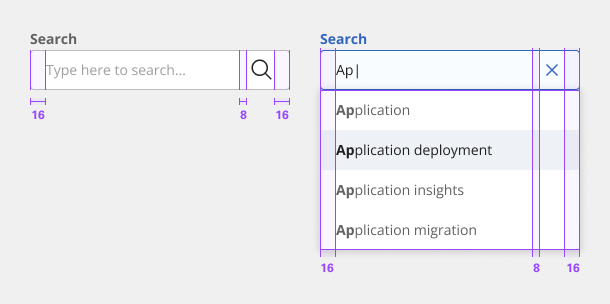 Search
Type here to search...
16
8
16
Search
Ap
Application
Application deployment
Application insights
Application migration
16
8
16